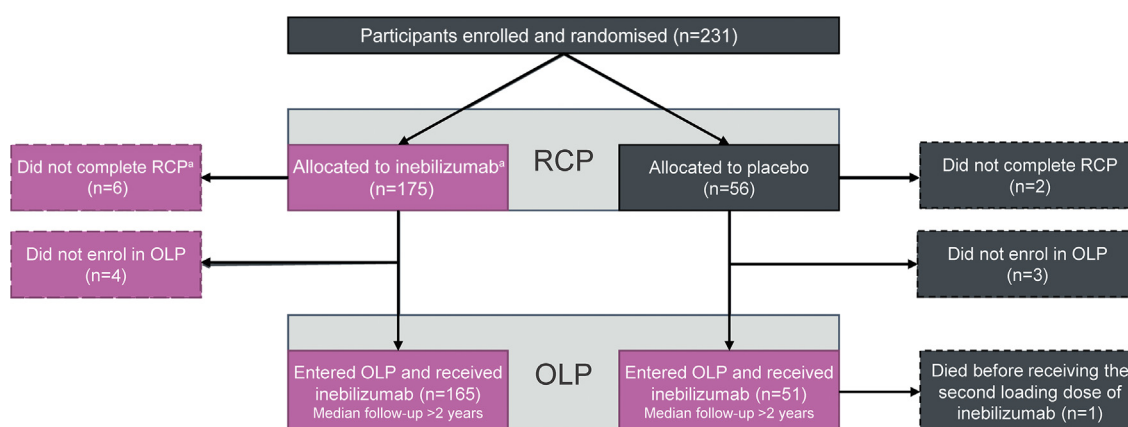 Participants enrolled and randomised (n=231)
RCP
Did not complete RCPᵃ
(n=6)
Allocated to inebilizumabᵃ
(n=175)
Allocated to placebo
(n=56)
Did not complete RCP
(n=2)
Did not enrol in OLP
(n=4)
Did not enrol in OLP
(n=3)
OLP
Entered OLP and received
inebilizumab (n=165)
Median follow-up >2 years
Entered OLP and received
inebilizumab (n=51)
Median follow-up >2 years
Died before receiving the
second loading dose of
inebilizumab (n=1)